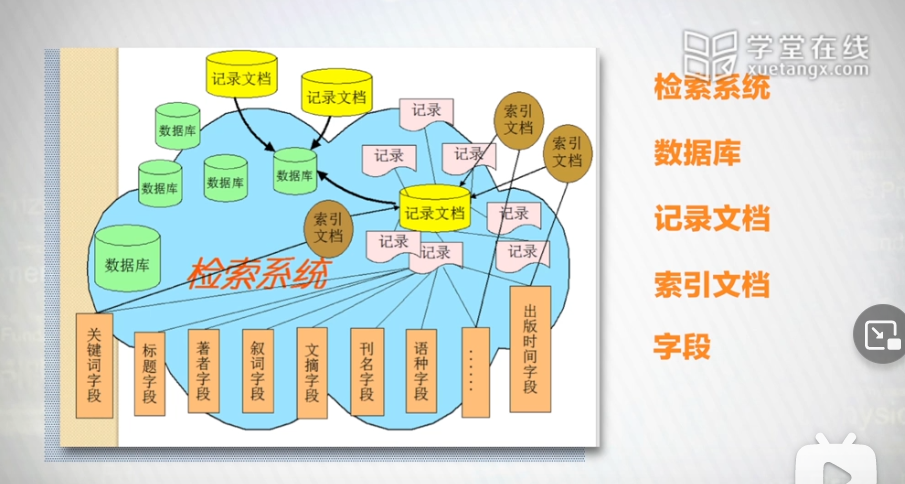 学堂在线
xuetangx.com
记录文档
记录文档
数据库
数据库
数据库
数据库
数据库
记录
记录
记录
记录
记录
记录
记录
索引
文档
索引
文档
索引
文档
记录文档
检索系统
关键词字段
标题字段
著者字段
叙词字段
文摘字段
刊名字段
语种字段
......
出版时间字段
检索系统
数据库
记录文档
索引文档
字段